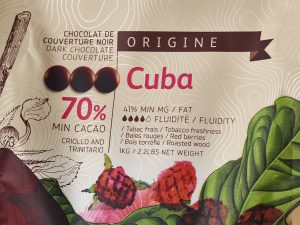 CHOCOLAT DE
COUVERTURE NOIR
DARK CHOCOLATE
COUVERTURE
ORIGINE
Cuba
70%
MIN CACAO
CRIOLLO AND
TRINITARIO
41% MIN MG / FAT
FLUIDITÉ / FLUIDITY
/ Tabac frais / Tobacco freshness
/ Baies rouges / Red berries
/ Bois torréfié / Roasted wood
1KG / 2.2LBS NET WEIGHT